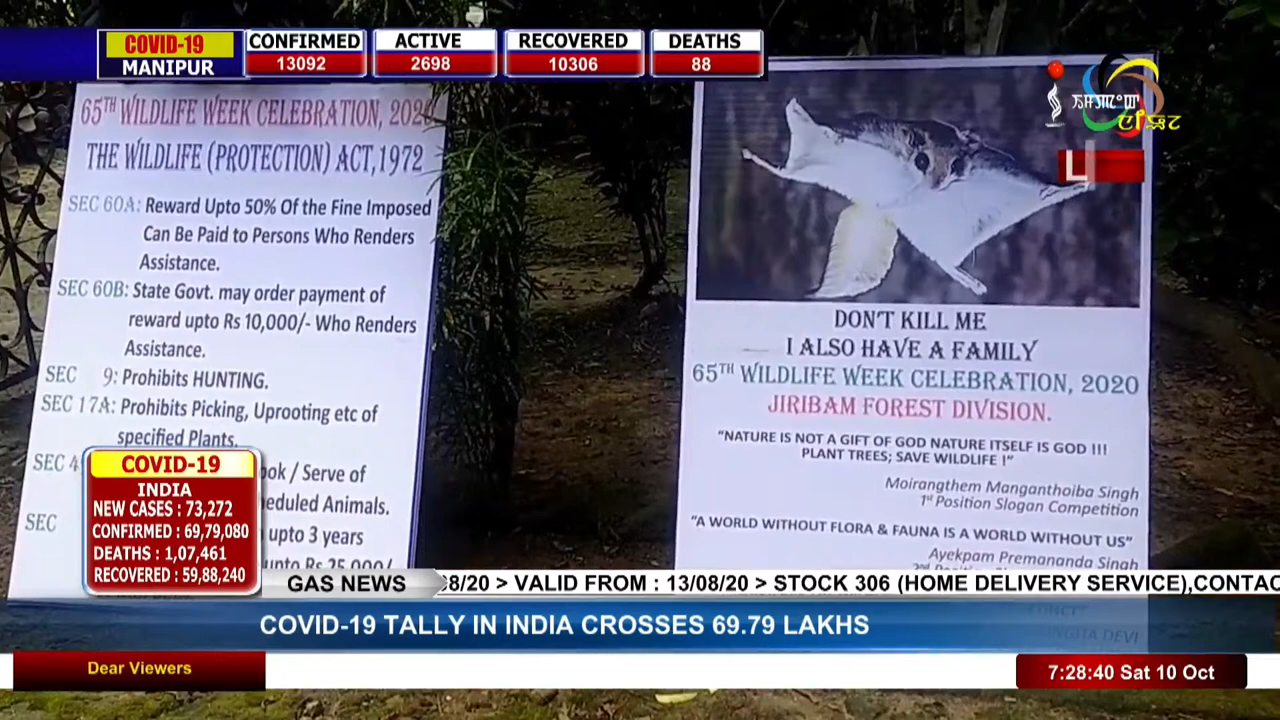 COVID-19
MANIPUR
CONFIRMED
13092
ACTIVE
2698
RECOVERED
10306
DEATHS
88
65TH WILDLIFE WEEK CELEBRATION, 2020
THE WILDLIFE (PROTECTION) ACT,1972
SEC 60A: Reward Upto 50% Of the Fine Imposed
Can Be Paid to Persons Who Renders
Assistance.
SEC 60B: State Govt. may order payment of
reward upto Rs 10,000/- Who Renders
Assistance.
SEC 9: Prohibits HUNTING.
SEC 17A: Prohibits Picking, Uprooting etc of
specified Plants.
SEC / Serve of
Animals.
SEC upto 3 years
Rs 25,000/
DON'T KILL ME
I ALSO HAVE A FAMILY
65TH WILDLIFE WEEK CELEBRATION, 2020
JIRIBAM FOREST DIVISION.
“NATURE IS NOT A GIFT OF GOD NATURE ITSELF IS GOD !!!
PLANT TREES; SAVE WILDLIFE !”
Moirangthem Manganthoiba Singh
1st Position Slogan Competition
“A WORLD WITHOUT FLORA & FAUNA IS A WORLD WITHOUT US”
Ayekpam Premananda Singh
COVID-19
INDIA
NEW CASES : 73,272
CONFIRMED : 69,79,080
DEATHS : 1,07,461
RECOVERED : 59,88,240
GAS NEWS
8/20 > VALID FROM : 13/08/20 > STOCK 306 (HOME DELIVERY SERVICE),CONTAC
COVID-19 TALLY IN INDIA CROSSES 69.79 LAKHS
DEVI
Dear Viewers
7:28:40 Sat 10 Oct